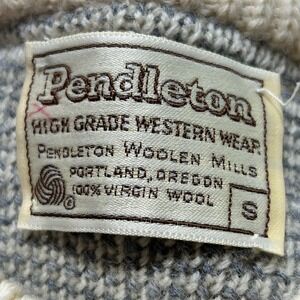 Pendleton
HIGH GRADE WESTERN WEAR
PENDLETON WOOLEN MILLS
PORTLAND, OREGON
100% VIRGIN WOOL
S